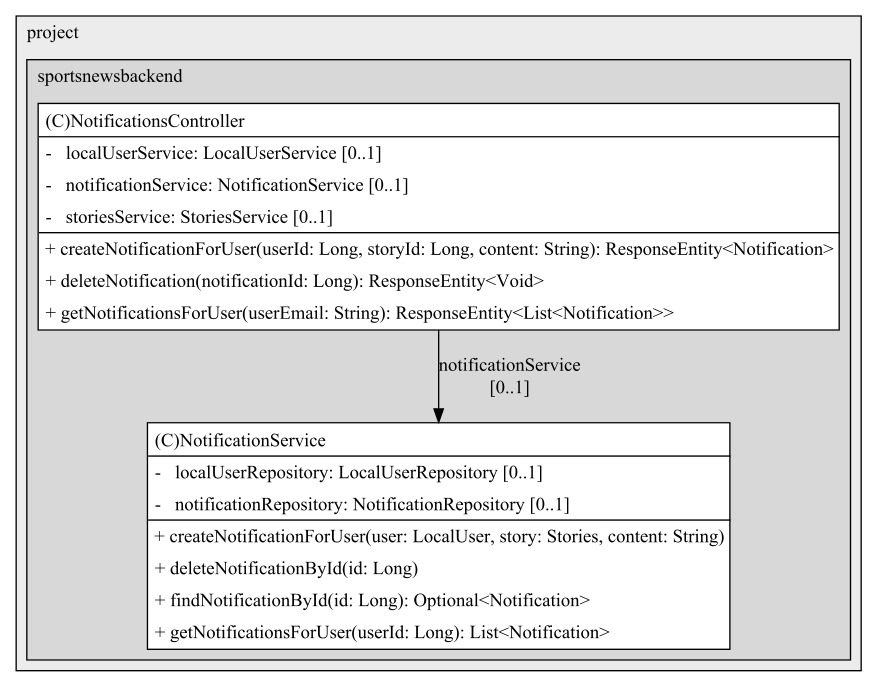 project
sportsnewsbackend
(C)NotificationsController
- localUserService: LocalUserService [0..1]
- notificationService: NotificationService [0..1]
- storiesService: StoriesService [0..1]
+ createNotificationForUser(userId: Long, storyId: Long, content: String): ResponseEntity<Notification>
+ deleteNotification(notificationId: Long): ResponseEntity<Void>
+ getNotificationsForUser(userEmail: String): ResponseEntity<List<Notification>>
notificationService
[0..1]
(C)NotificationService
- localUserRepository: LocalUserRepository [0..1]
- notificationRepository: NotificationRepository [0..1]
+ createNotificationForUser(user: LocalUser, story: Stories, content: String)
+ deleteNotificationById(id: Long)
+ findNotificationById(id: Long): Optional<Notification>
+ getNotificationsForUser(userId: Long): List<Notification>